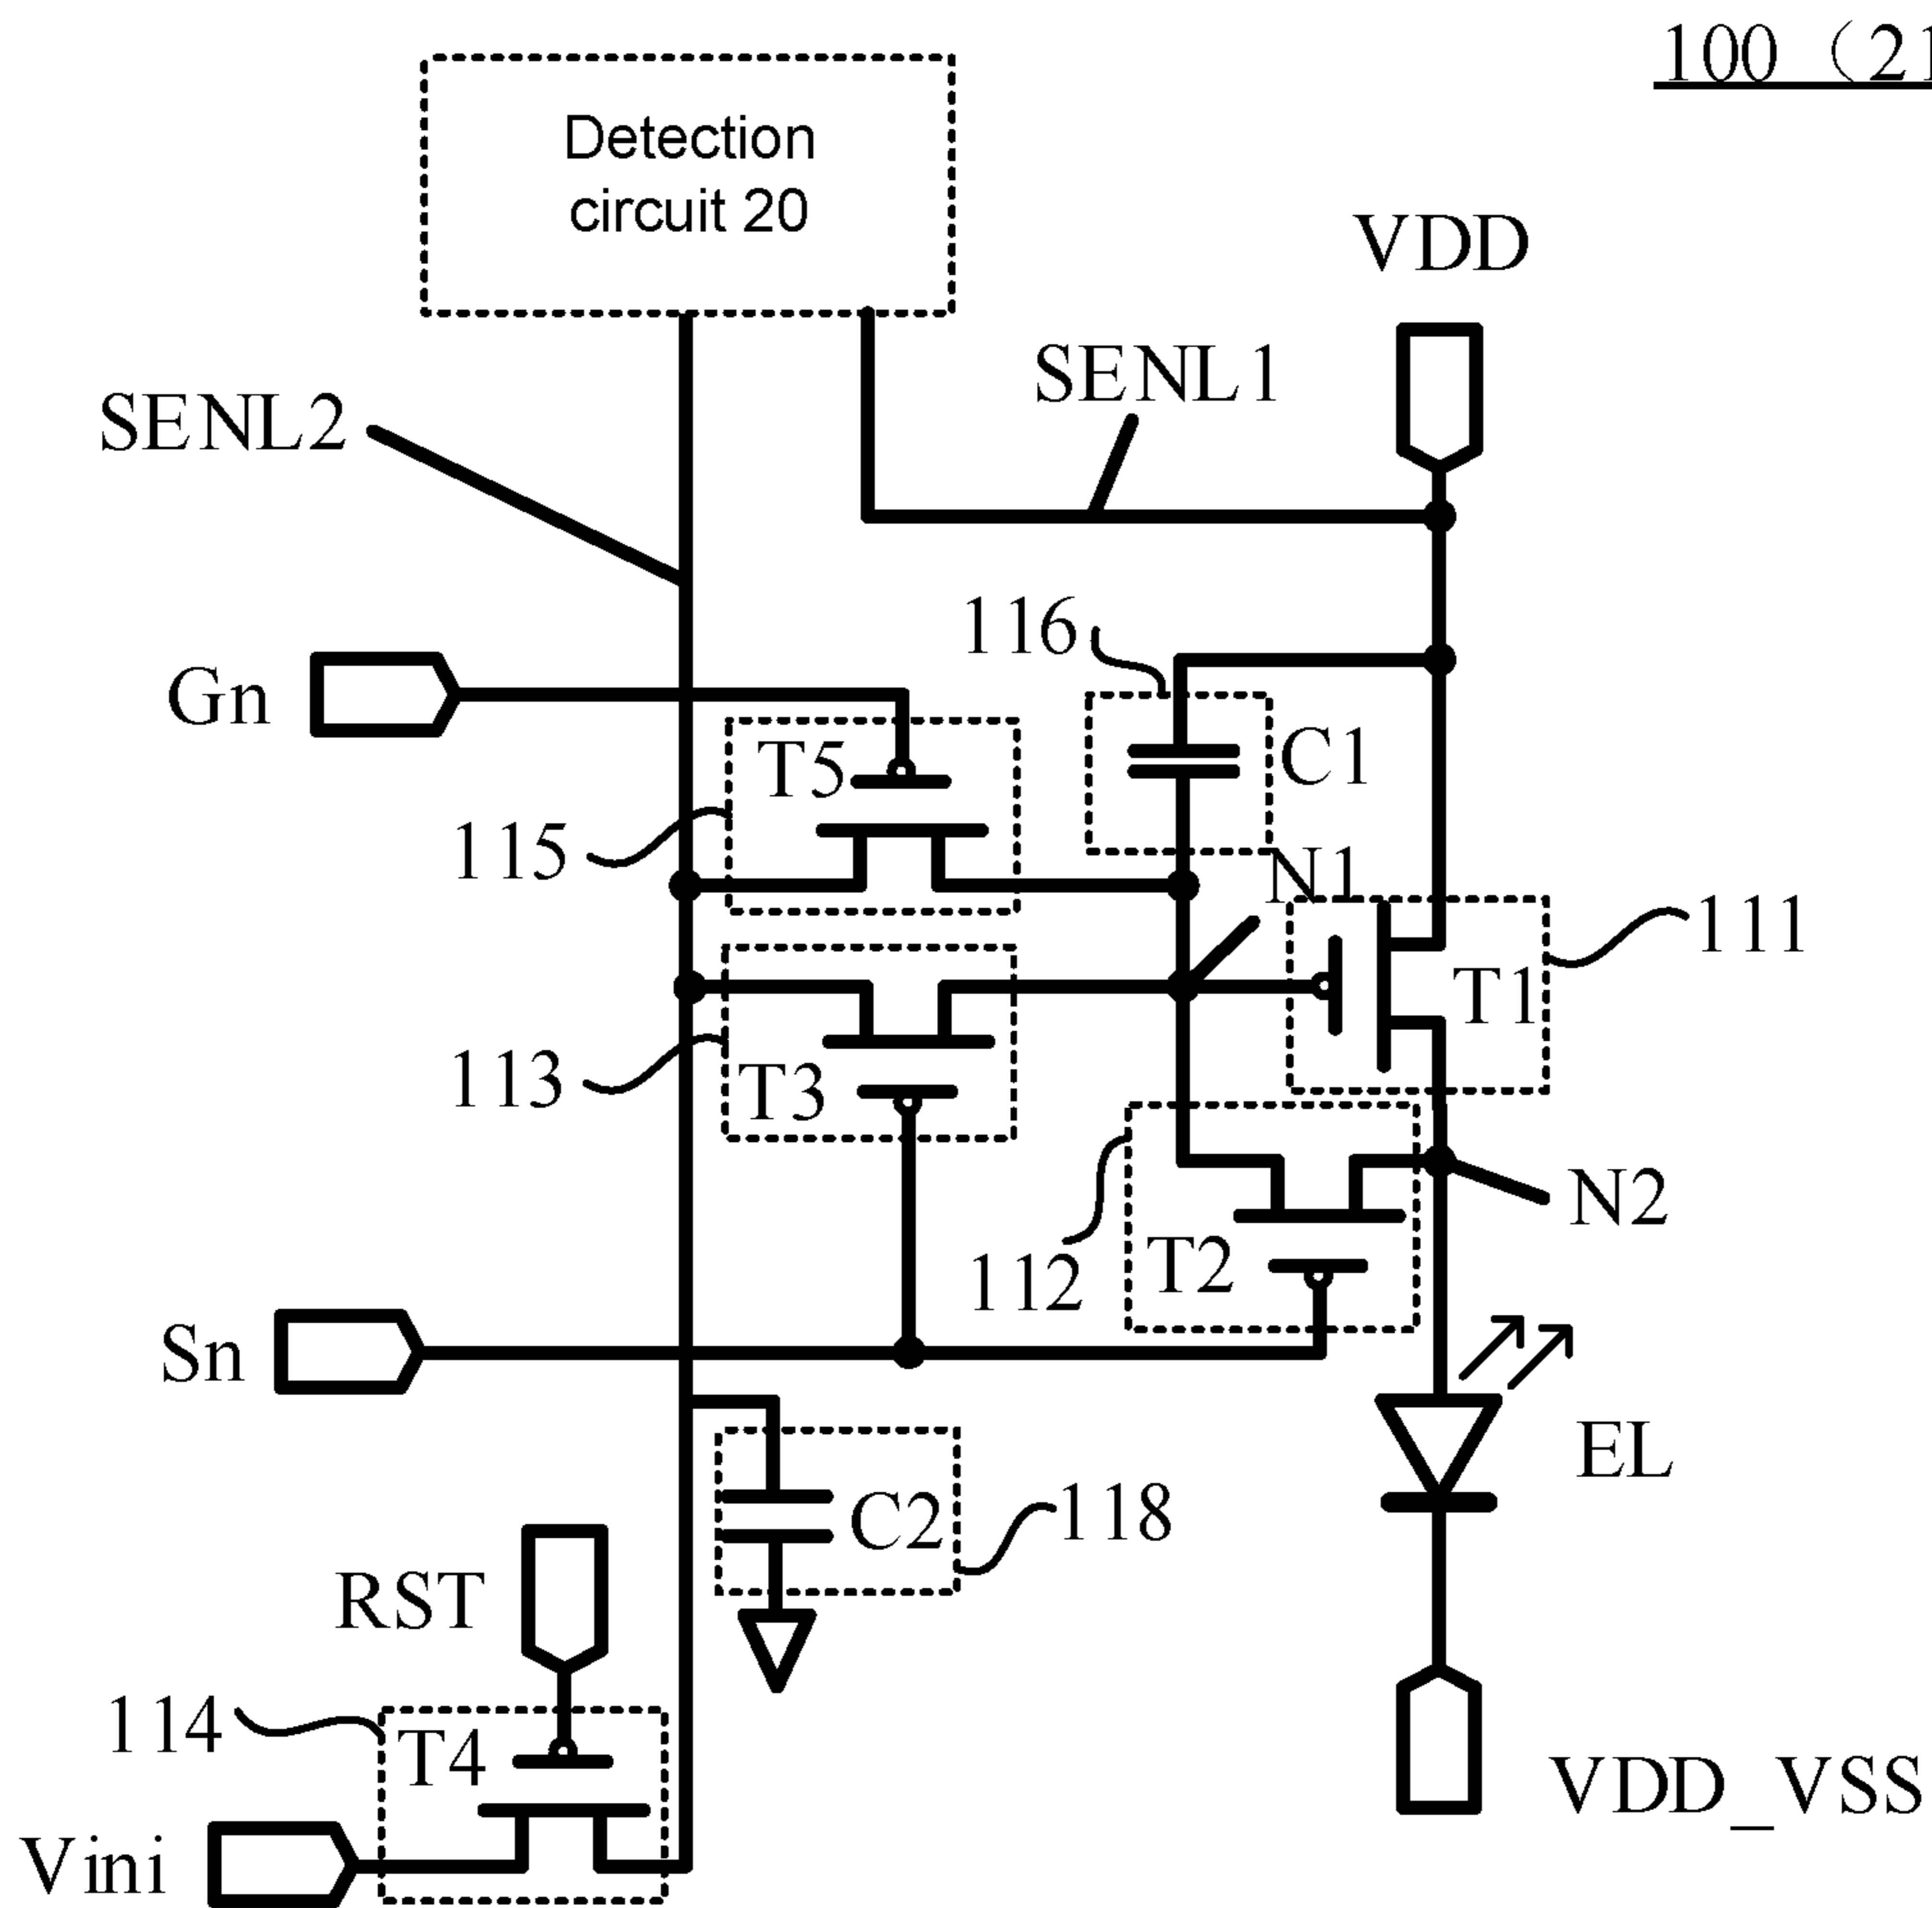 100 （21
Detection
circuit 20
VDD
SENL1
SENL2
116
Gn
C1
T5
115
N1
111
T1
113
T3
N2
112
T2
Sn
EL
C2
118
RST
114
T4
VDD_VSS
Vini